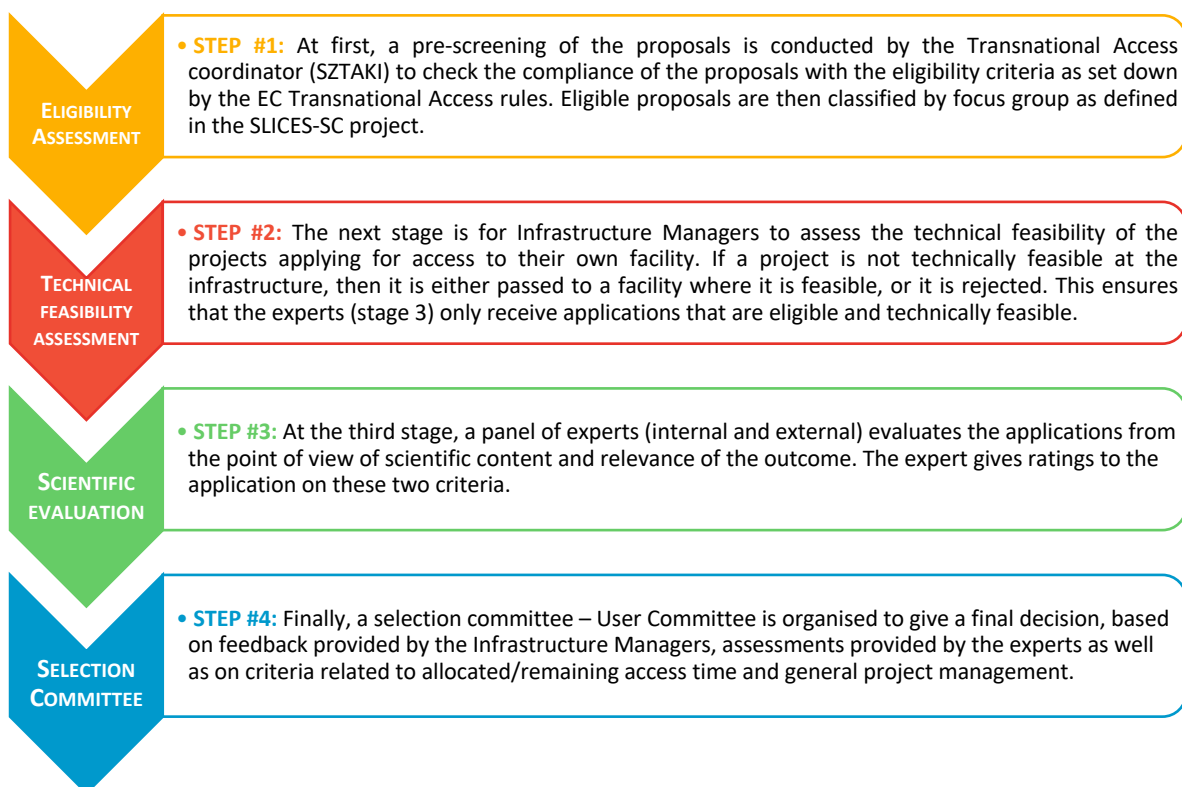 • STEP #1: At first, a pre-screening of the proposals is conducted by the Transnational Access
coordinator (SZTAKI) to check the compliance of the proposals with the eligibility criteria as set down
by the EC Transnational Access rules. Eligible proposals are then classified by focus group as defined
in the SLICES-SC project.
ELIGIBILITY
ASSESSMENT
• STEP #2: The next stage is for Infrastructure Managers to assess the technical feasibility of the
projects applying for access to their own facility. If a project is not technically feasible at the
infrastructure, then it is either passed to a facility where it is feasible, or it is rejected. This ensures
that the experts (stage 3) only receive applications that are eligible and technically feasible.
TECHNICAL
FEASIBILITY
ASSESSMENT
• STEP #3: At the third stage, a panel of experts (internal and external) evaluates the applications from
the point of view of scientific content and relevance of the outcome. The expert gives ratings to the
application on these two criteria.
SCIENTIFIC
EVALUATION
• STEP #4: Finally, a selection committee – User Committee is organised to give a final decision, based
on feedback provided by the Infrastructure Managers, assessments provided by the experts as well
as on criteria related to allocated/remaining access time and general project management.
SELECTION
COMMITTEE